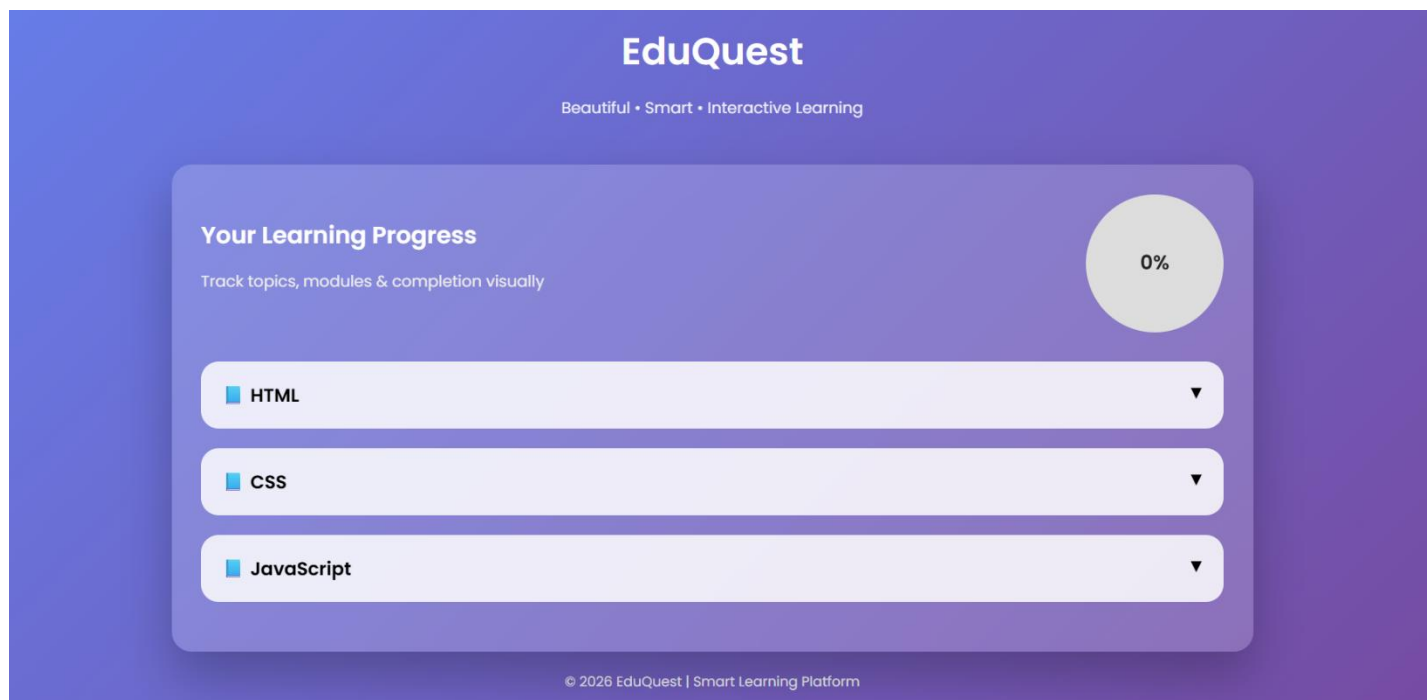 EduQuest
Beautiful • Smart • Interactive Learning
Your Learning Progress
Track topics, modules & completion visually
0%
📘 HTML ▼
📘 CSS ▼
📘 JavaScript ▼
© 2026 EduQuest | Smart Learning Platform